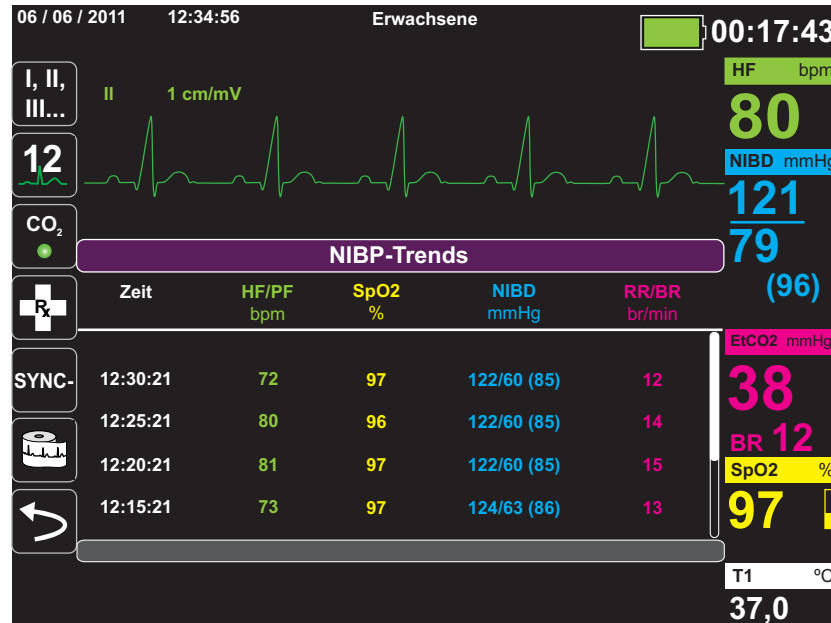 06 / 06 / 2011 12:34:56 Erwachsene 00:17:43
I, II,
III...
II 1 cm/mV
HF bpm
80
12
NIBD mmHg
121
79
(96)
CO2
NIBP-Trends
Zeit HF/PF SpO2 NIBD RR/BR
bpm % mmHg br/min
Rx
EtCO2 mmHg
38
BR 12
SYNC-
12:30:21 72 97 122/60 (85) 12
12:25:21 80 96 122/60 (85) 14
12:20:21 81 97 122/60 (85) 15
12:15:21 73 97 124/63 (86) 13
SpO2 %
97
T1 ºC
37,0